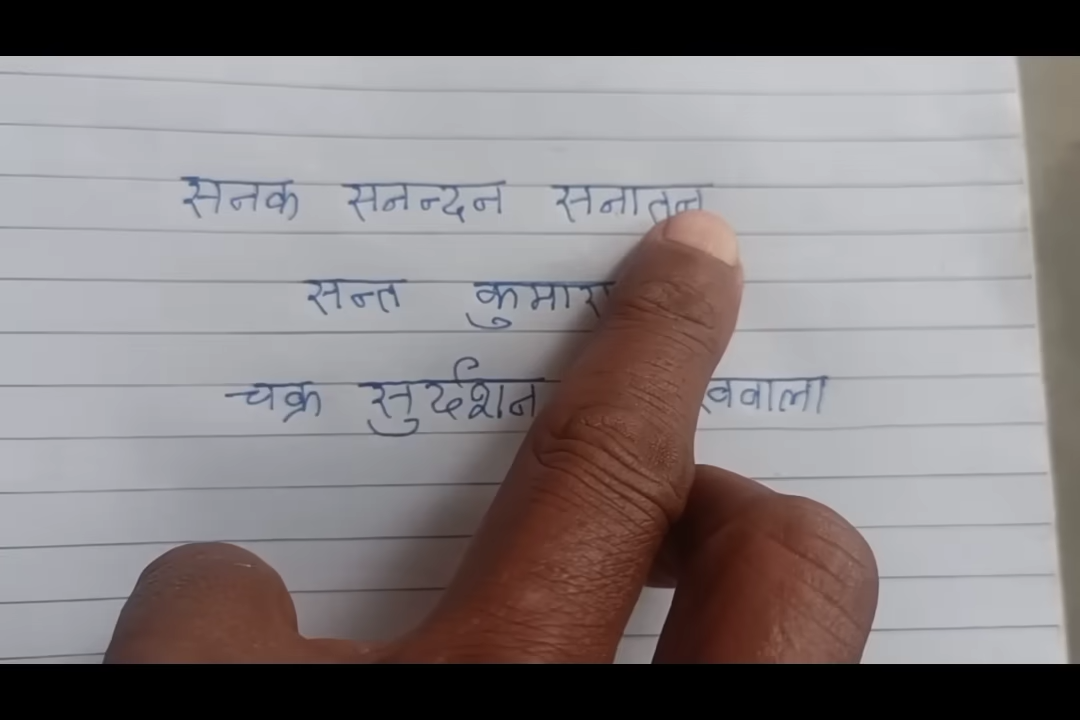 सनक सनन्दन सनातन
सन्त कुमारा
चक्र सुर्दशन